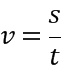 v = s/t